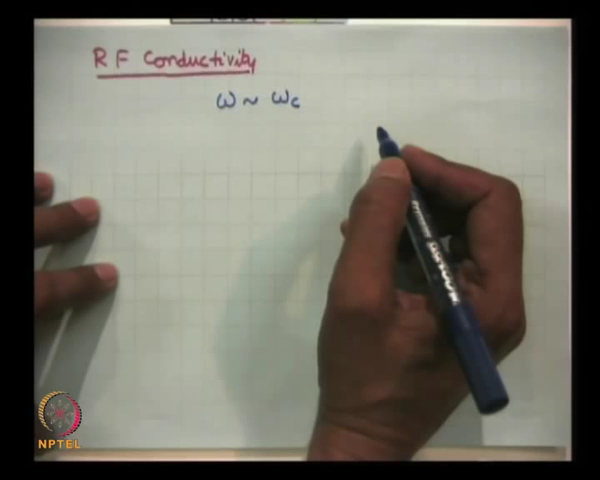 RF Conductivity
ω ~ ωc
NPTEL